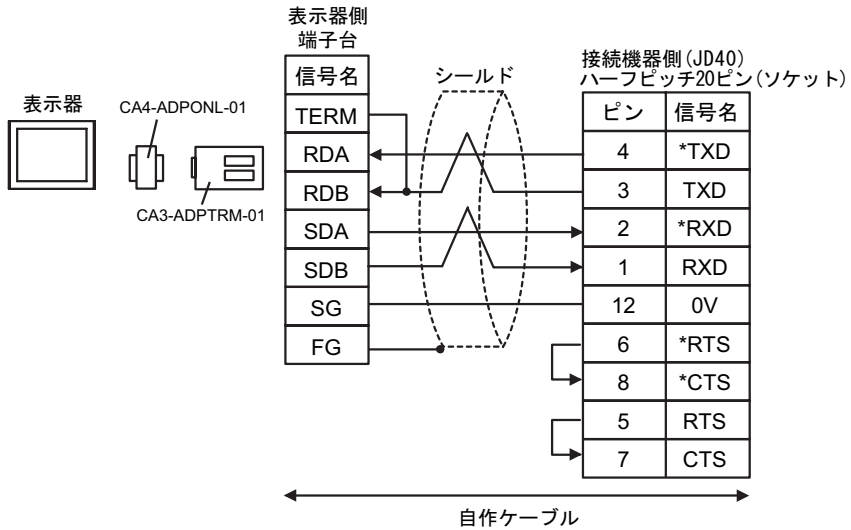 表示器側
端子台
信号名
TERM
RDA
RDB
SDA
SDB
SG
FG
シールド
接続機器側(JD40)
ハーフピッチ20ピン(ソケット)
ピン 信号名
4 *TXD
3 TXD
2 *RXD
1 RXD
12 0V
6 *RTS
8 *CTS
5 RTS
7 CTS
表示器
CA4-ADPONL-01
CA3-ADPTRM-01
自作ケーブル